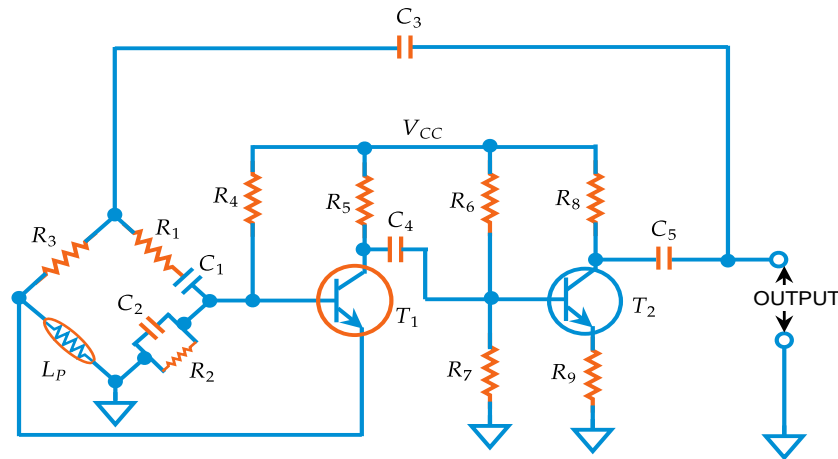 C3
VCC
R4
R5
R6
R8
R3
R1
C4
C5
C1
C2
OUTPUT
T1
T2
LP
R2
R7
R9